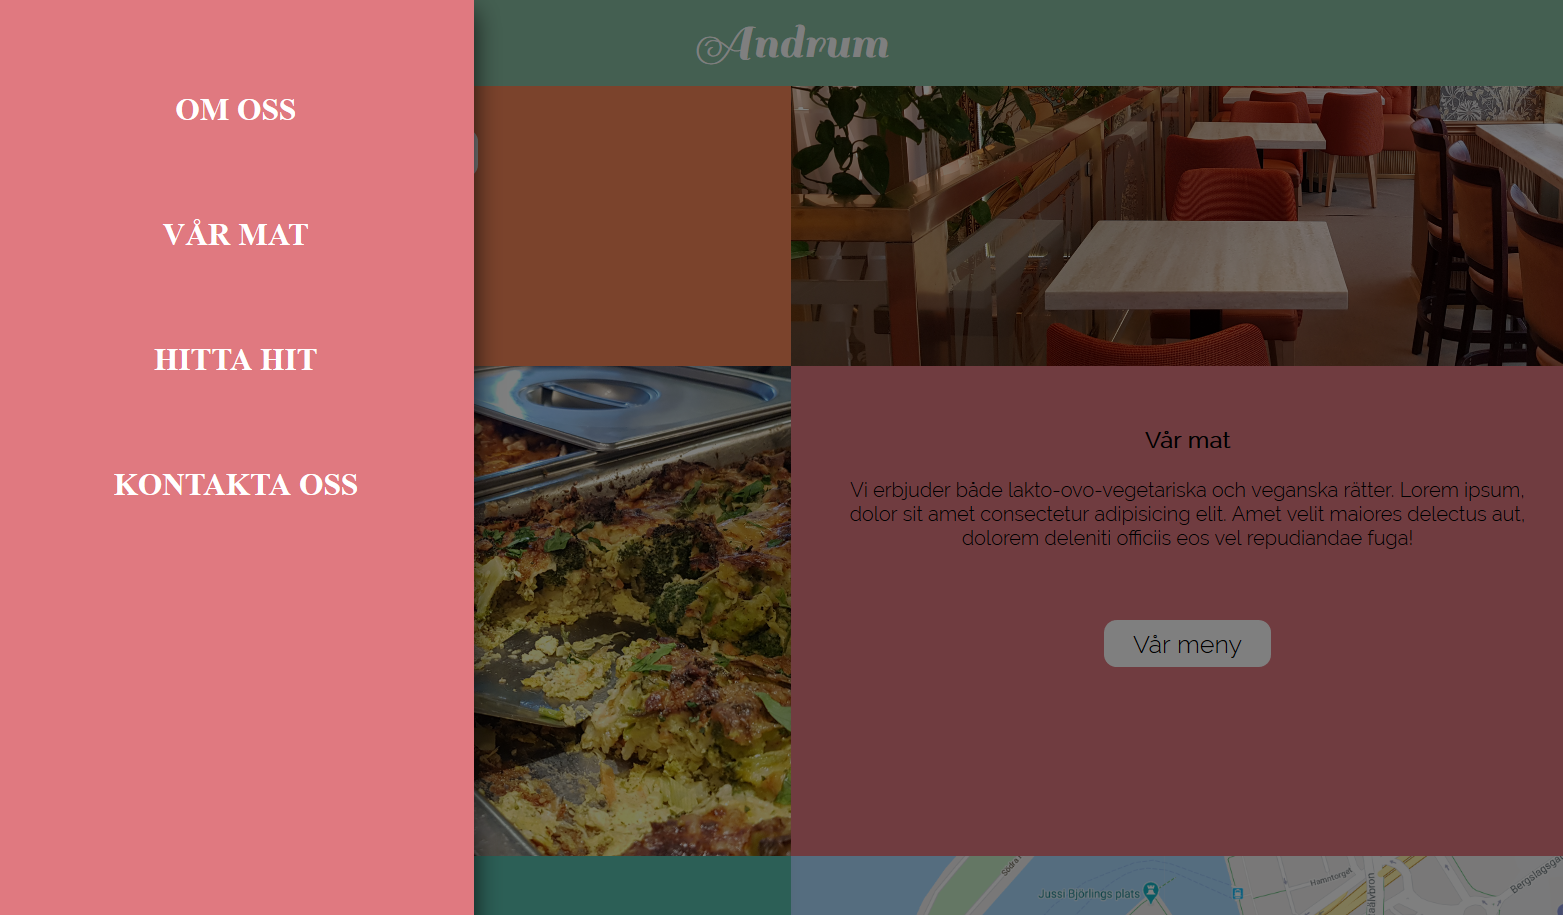 OM OSS
VÅR MAT
HITTA HIT
KONTAKTA OSS
Andrum
Vår mat
Vi erbjuder både lakto-ovo-vegetariska och veganska rätter. Lorem ipsum,
dolor sit amet consectetur adipisicing elit. Amet velit maiores delectus aut,
dolorem deleniti officiis eos vel repudiandae fuga!
Vår meny
Södra
Jussi Björlings plats
Hamntorget
Bergslagsga